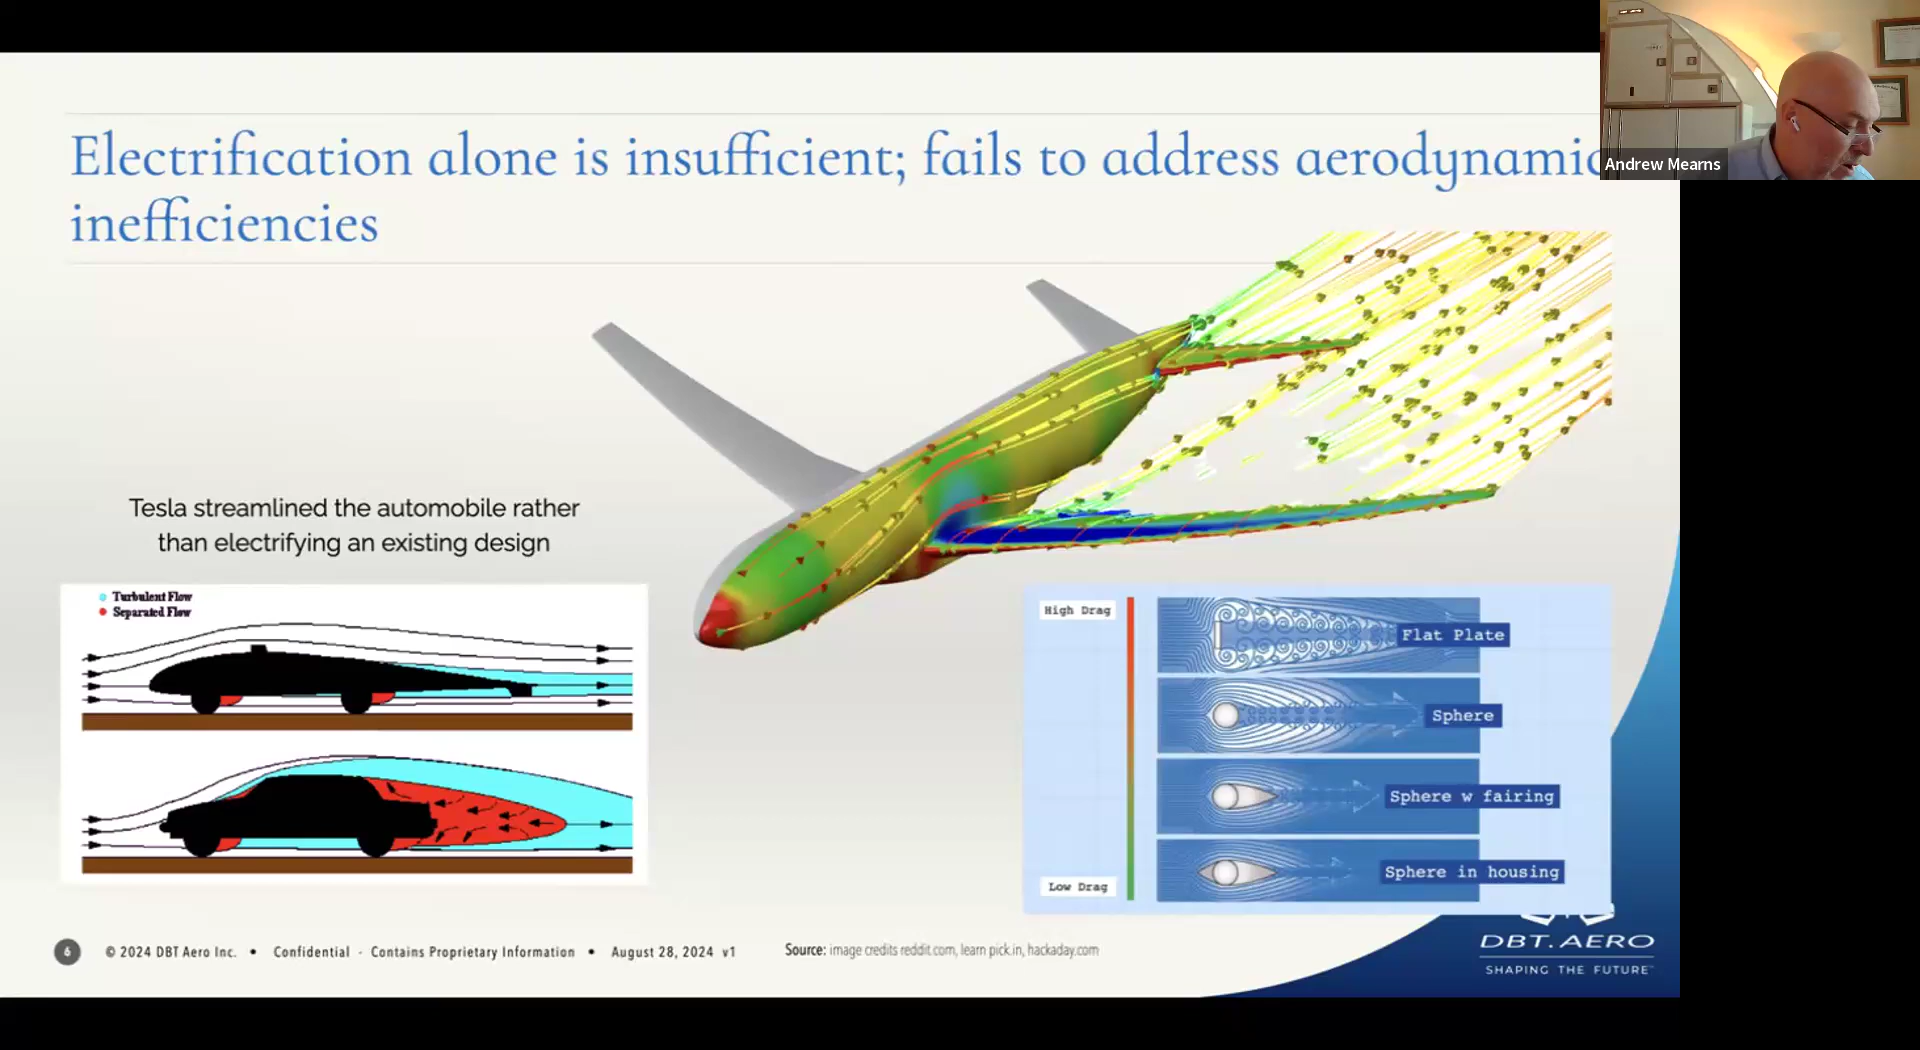 Andrew Mearns
Electrification alone is insufficient; fails to address aerodynamic
inefficiencies
Tesla streamlined the automobile rather
than electrifying an existing design
Turbulent Flow
Separated Flow
High Drag
Flat Plate
Sphere
Sphere w fairing
Sphere in housing
Low Drag
6 © 2024 DBT Aero Inc. • Confidential - Contains Proprietary Information • August 28, 2024 v1
Source: image credits reddit.com, learn pick.in, hackaday.com
DBT.AERO
SHAPING THE FUTURE